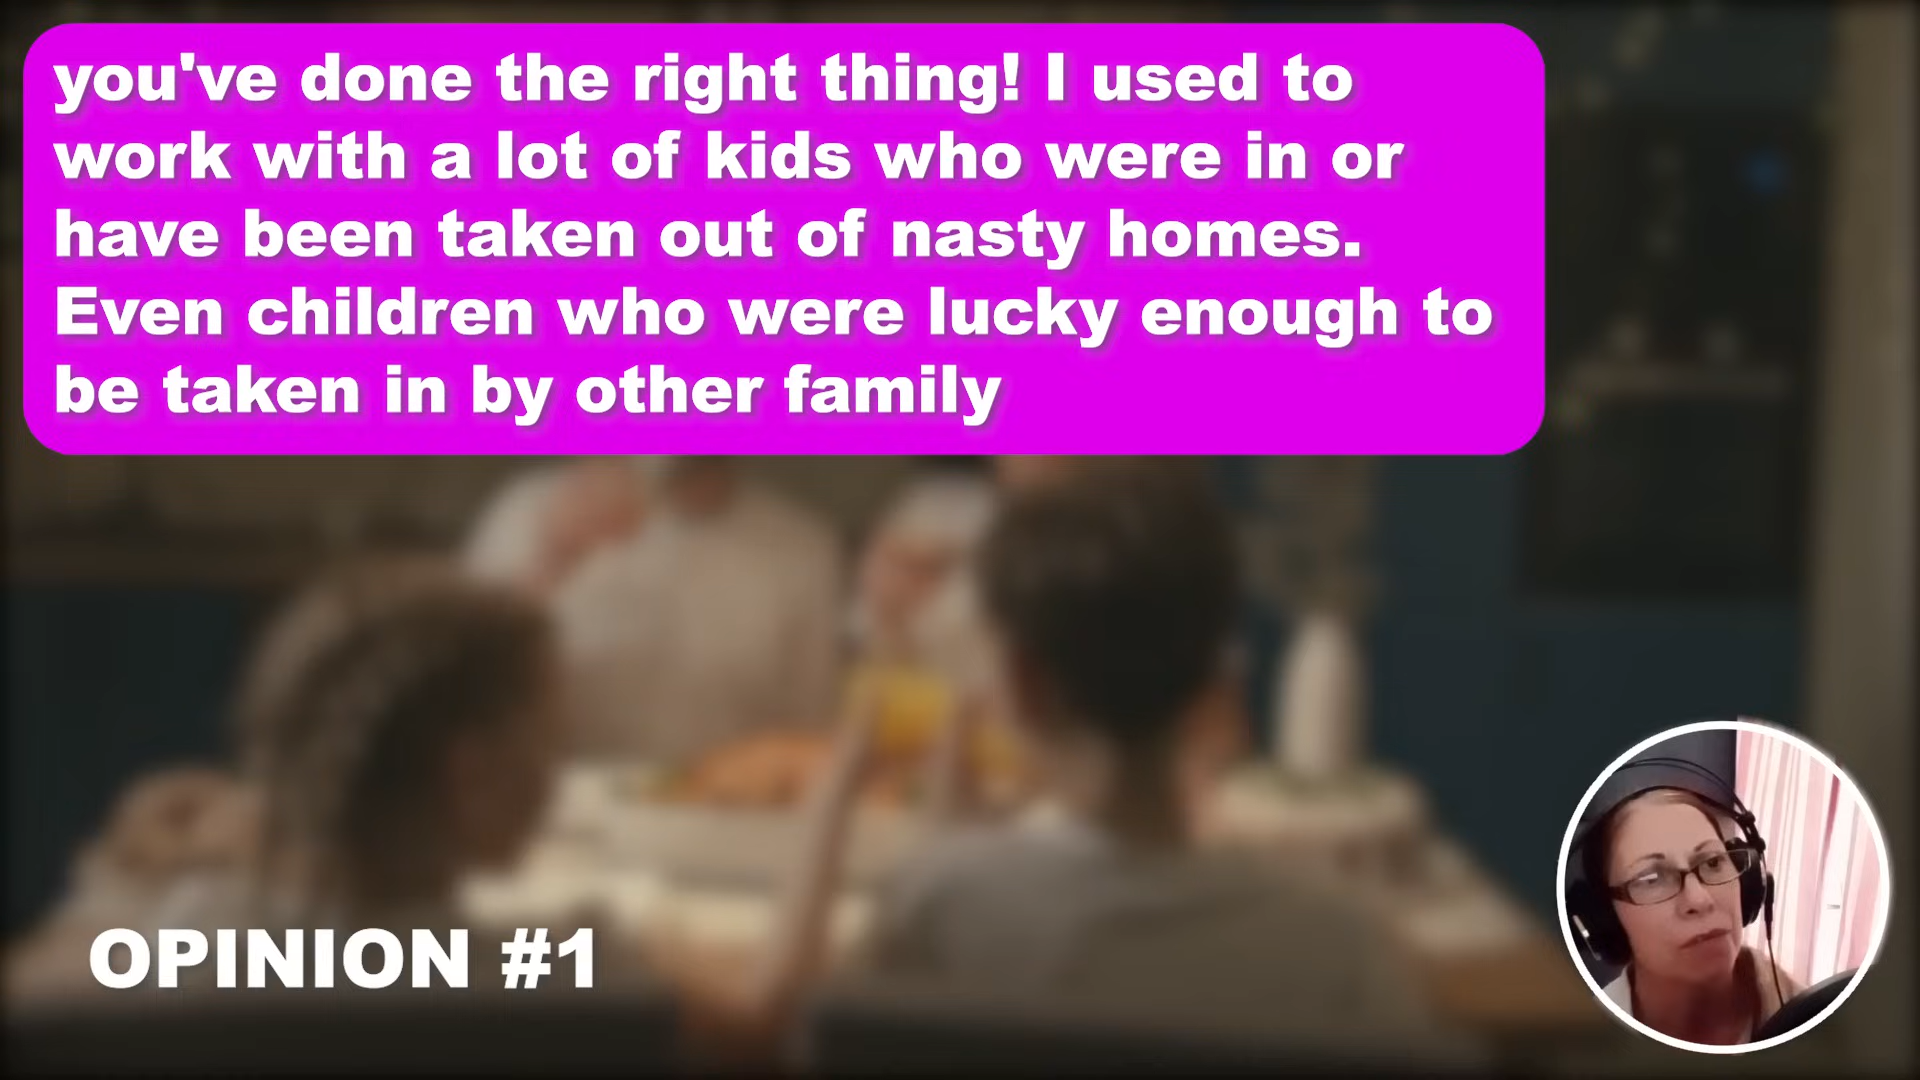 you've done the right thing! I used to
work with a lot of kids who were in or
have been taken out of nasty homes.
Even children who were lucky enough to
be taken in by other family
OPINION #1